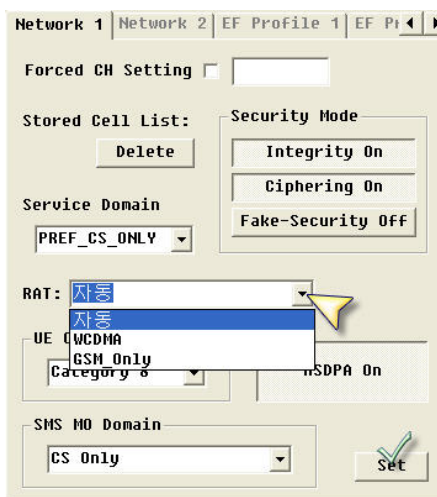 Network 1 Network 2 EF Profile 1
Forced CH Setting
Stored Cell List:
Delete
Security Mode
Integrity On
Ciphering On
Fake-Security Off
Service Domain
PREF_CS_ONLY
RAT: 자동
자동
WCDMA
GSM_Only
UE
Category 8
HSDPA On
SMS MO Domain
CS Only
Set